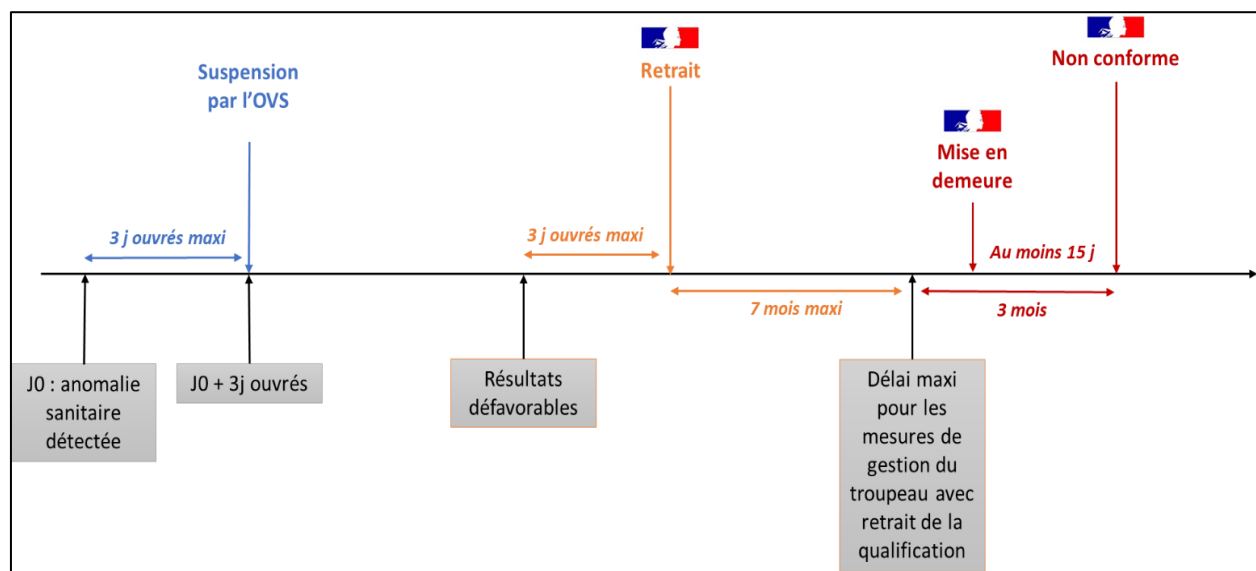 Suspension
par l'OVS
Retrait
Non conforme
Mise en
demeure
3 j ouvrés maxi
3 j ouvrés maxi
Au moins 15 j
7 mois maxi
3 mois
J0 : anomalie
sanitaire
détectée
J0 + 3j ouvrés
Résultats
défavorables
Délai maxi
pour les
mesures de
gestion du
troupeau avec
retrait de la
qualification